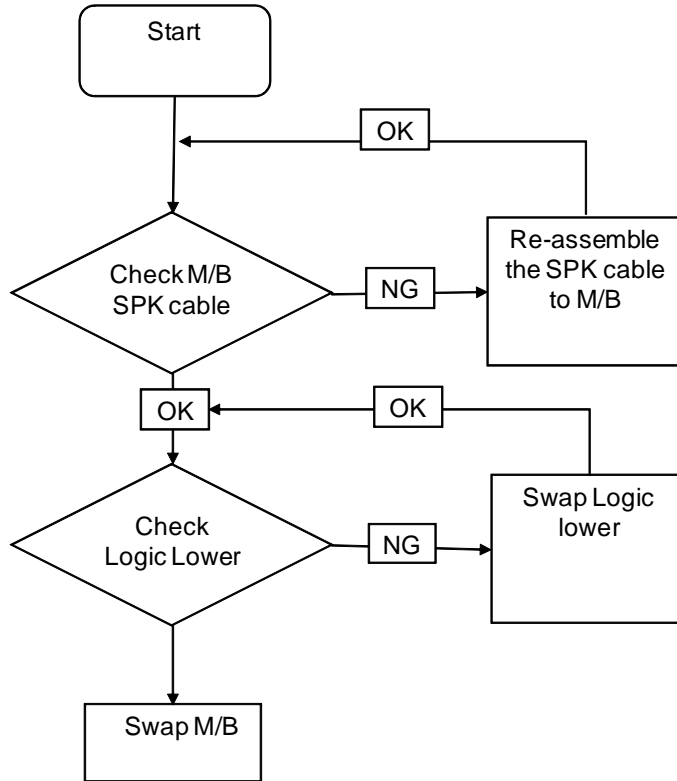 Start
OK
Check M/B
SPK cable
NG
Re-assemble
the SPK cable
to M/B
OK
OK
Check
Logic Lower
NG
Swap Logic
lower
Swap M/B